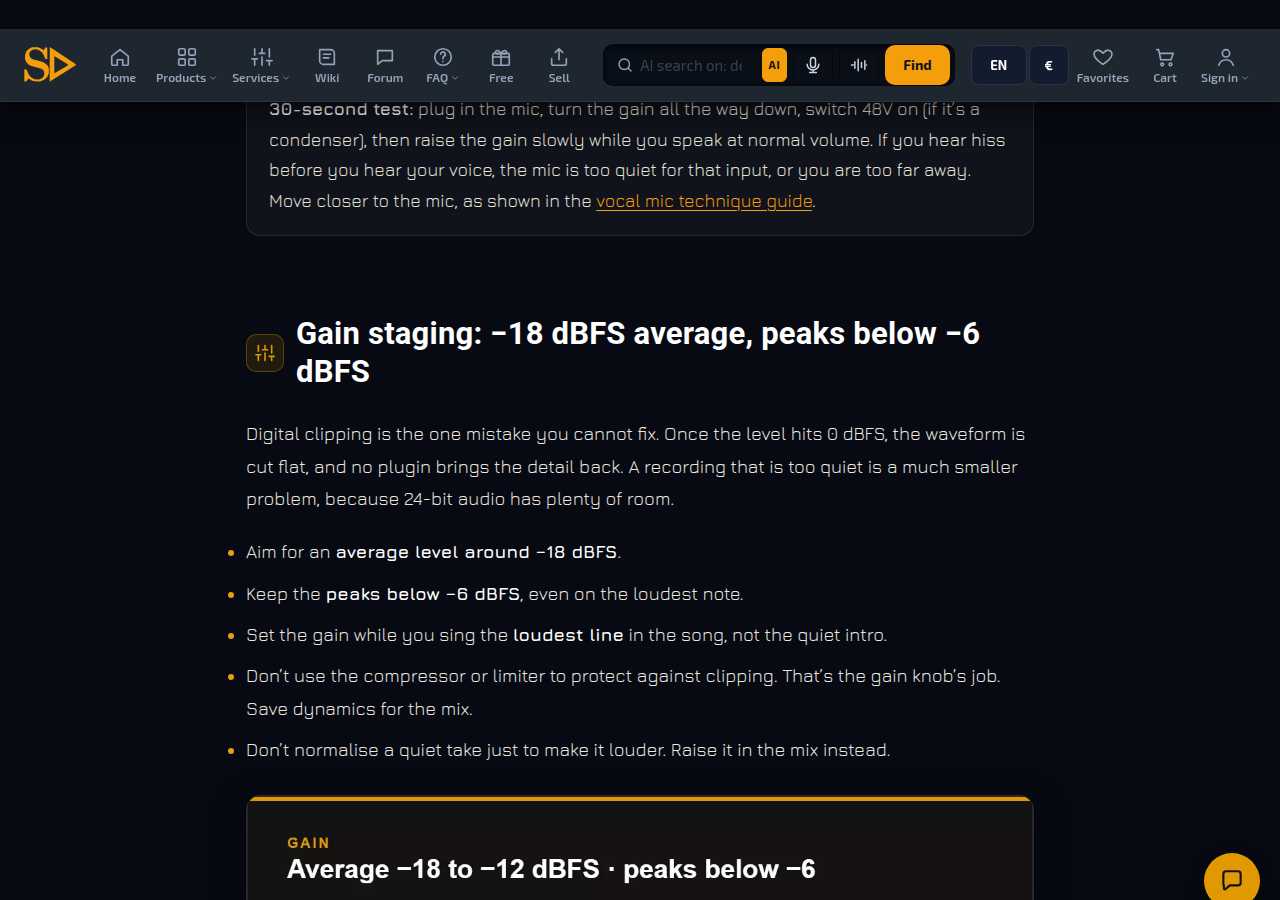 SD
Home
Products
Services
Wiki
Forum
FAQ
Free
Sell
AI search on: de
AI
Find
EN
€
Favorites
Cart
Sign in
30-second test: plug in the mic, turn the gain all the way down, switch 48V on (if it's a
condenser), then raise the gain slowly while you speak at normal volume. If you hear hiss
before you hear your voice, the mic is too quiet for that input, or you are too far away.
Move closer to the mic, as shown in the vocal mic technique guide.
Gain staging: −18 dBFS average, peaks below −6
dBFS
Digital clipping is the one mistake you cannot fix. Once the level hits 0 dBFS, the waveform is
cut flat, and no plugin brings the detail back. A recording that is too quiet is a much smaller
problem, because 24-bit audio has plenty of room.
Aim for an average level around −18 dBFS.
Keep the peaks below −6 dBFS, even on the loudest note.
Set the gain while you sing the loudest line in the song, not the quiet intro.
Don't use the compressor or limiter to protect against clipping. That's the gain knob's job.
Save dynamics for the mix.
Don't normalise a quiet take just to make it louder. Raise it in the mix instead.
GAIN
Average −18 to −12 dBFS · peaks below −6